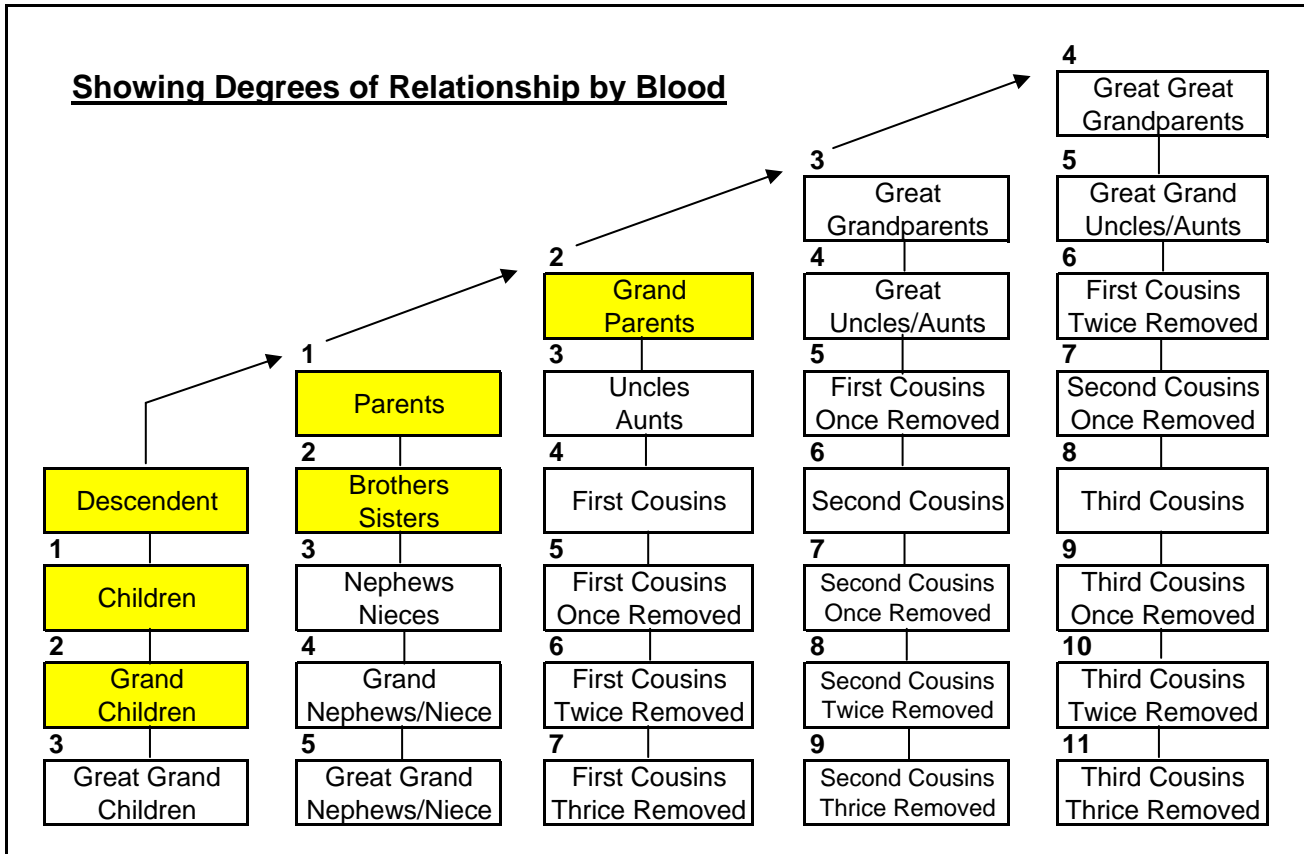 Showing Degrees of Relationship by Blood
Descendent
1
Children
2
Grand
Children
3
Great Grand
Children
1
Parents
2
Brothers
Sisters
3
Nephews
Nieces
4
Grand
Nephews/Niece
5
Great Grand
Nephews/Niece
2
Grand
Parents
3
Uncles
Aunts
4
First Cousins
5
First Cousins
Once Removed
6
First Cousins
Twice Removed
7
First Cousins
Thrice Removed
3
Great
Grandparents
4
Great
Uncles/Aunts
5
First Cousins
Once Removed
6
Second Cousins
7
Second Cousins
Once Removed
8
Second Cousins
Twice Removed
9
Second Cousins
Thrice Removed
4
Great Great
Grandparents
5
Great Grand
Uncles/Aunts
6
First Cousins
Twice Removed
7
Second Cousins
Once Removed
8
Third Cousins
9
Third Cousins
Once Removed
10
Third Cousins
Twice Removed
11
Third Cousins
Thrice Removed